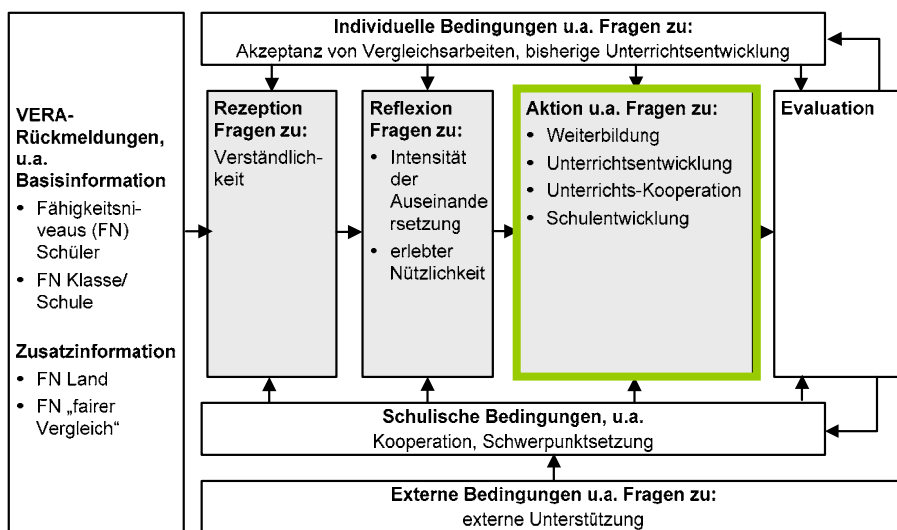 Individuelle Bedingungen u.a. Fragen zu:
Akzeptanz von Vergleichsarbeiten, bisherige Unterrichtsentwicklung
VERA-
Rückmeldungen,
u.a.
Basisinformation
• Fähigkeitsni-
veaus (FN)
Schüler
• FN Klasse/
Schule
Zusatzinformation
• FN Land
• FN „fairer
Vergleich“
Rezeption
Fragen zu:
Verständlich-
keit
Reflexion
Fragen zu:
• Intensität
der
Auseinande
rsetzung
• erlebter
Nützlichkeit
Aktion u.a. Fragen zu:
• Weiterbildung
• Unterrichtsentwicklung
• Unterrichts-Kooperation
• Schulentwicklung
Evaluation
Schulische Bedingungen, u.a.
Kooperation, Schwerpunktsetzung
Externe Bedingungen u.a. Fragen zu:
externe Unterstützung